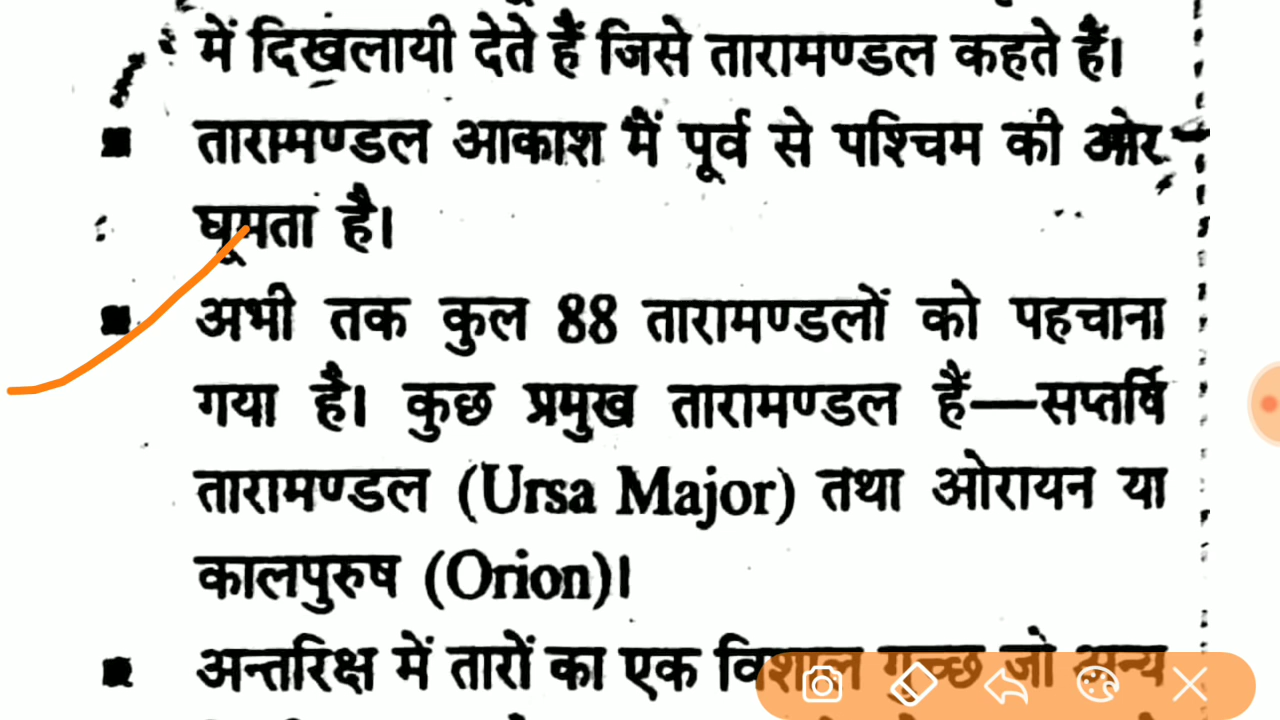 में दिखलायी देते हैं जिसे तारामण्डल कहते हैं।
तारामण्डल आकाश में पूर्व से पश्चिम की ओर
घूमता है।
अभी तक कुल 88 तारामण्डलों को पहचाना
गया है। कुछ प्रमुख तारामण्डल हैं—सप्तर्षि
तारामण्डल (Ursa Major) तथा ओरायन या
कालपुरुष (Orion)।
अन्तरिक्ष में तारों का एक विशाल गुच्छ जो अन्य